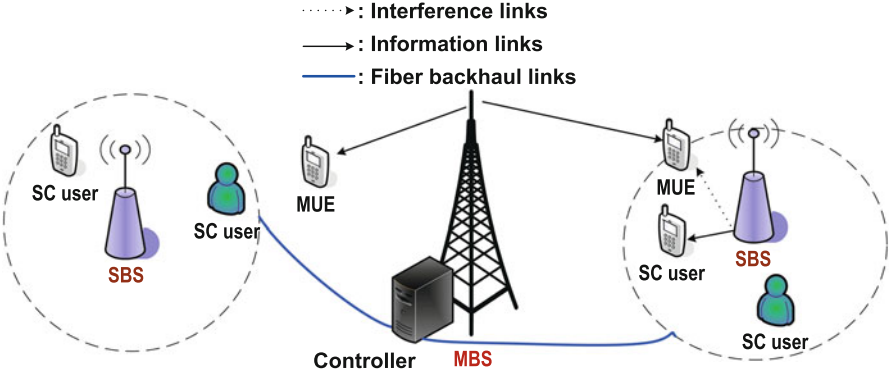 : Interference links
: Information links
: Fiber backhaul links
SC user
SBS
SC user
MUE
Controller
MBS
MUE
SC user
SBS
SC user